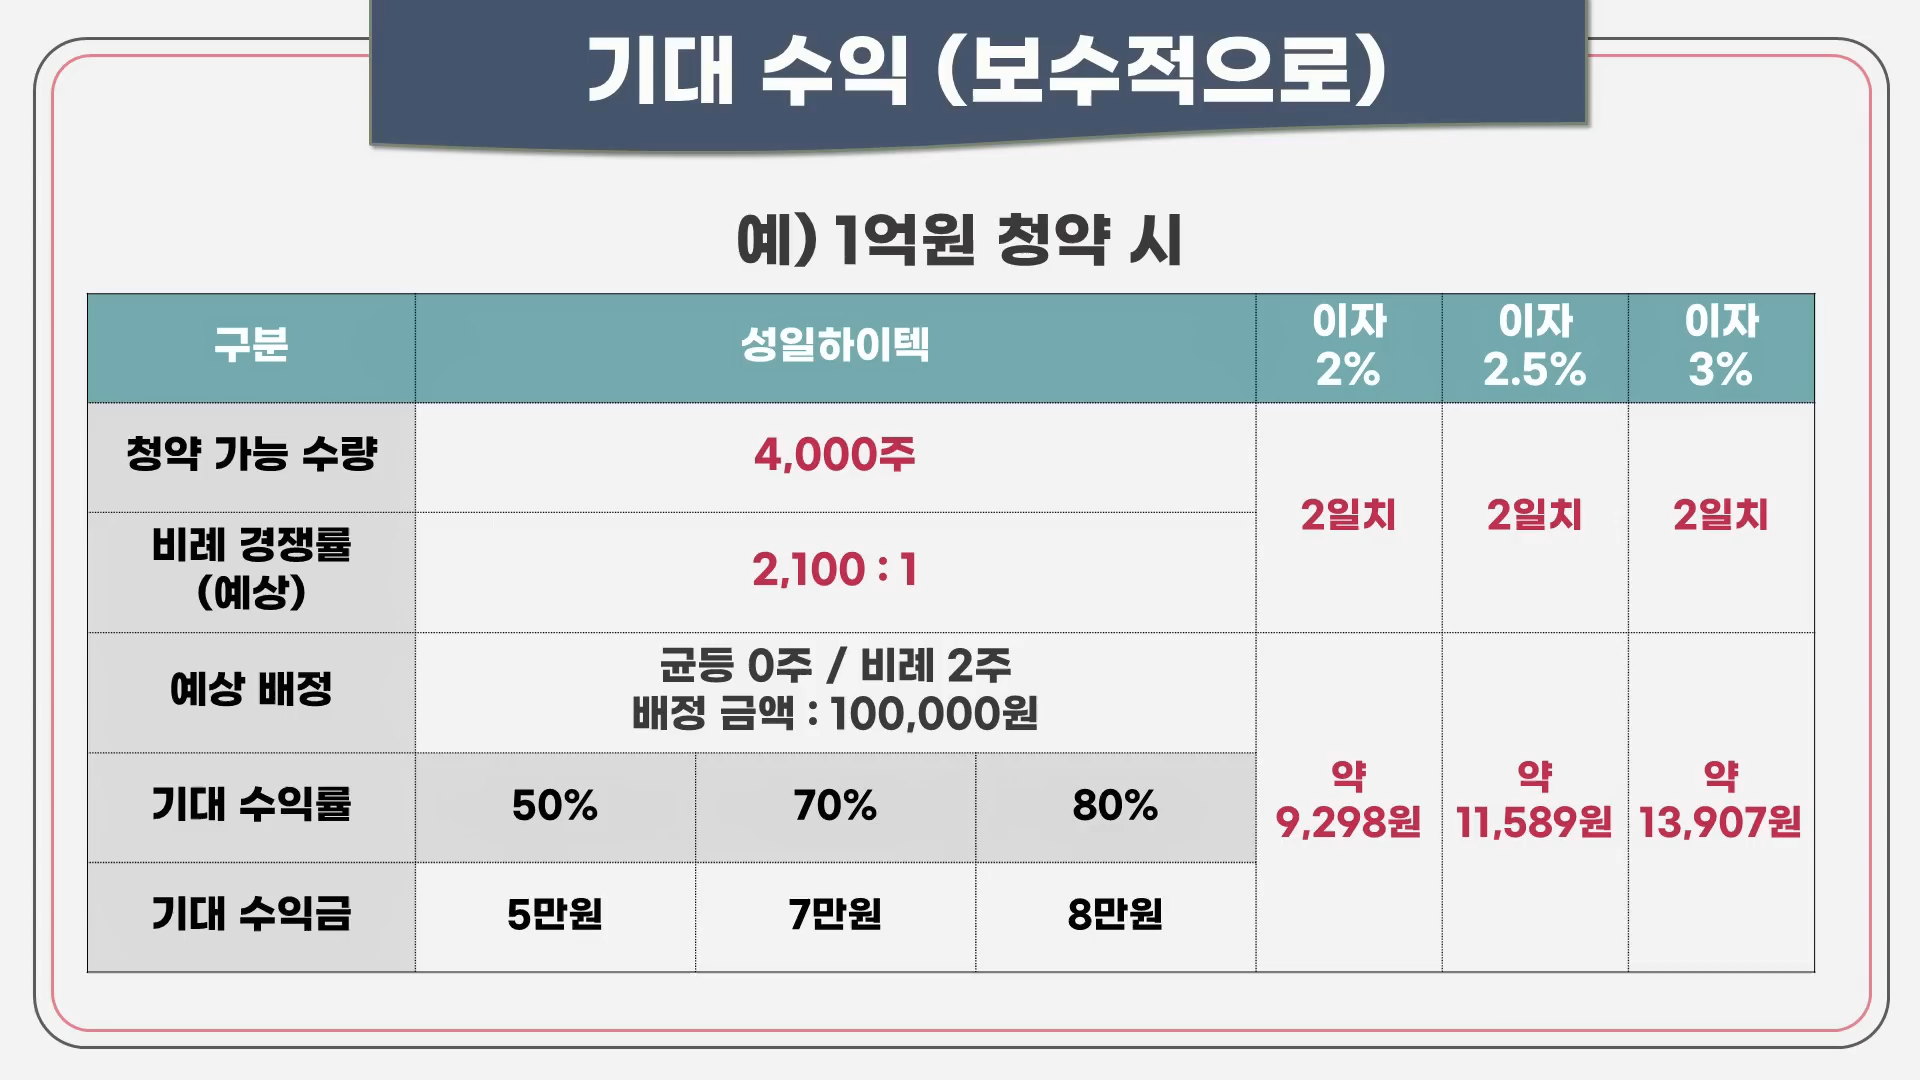 기대 수익 (보수적으로)
예) 1억원 청약 시
구분
성일하이텍
이자
2%
이자
2.5%
이자
3%
청약 가능 수량
4,000주
2일치
2일치
2일치
비례 경쟁률
(예상)
2,100 : 1
예상 배정
균등 0주 / 비례 2주
배정 금액 : 100,000원
약
9,298원
약
11,589원
약
13,907원
기대 수익률
50%
70%
80%
기대 수익금
5만원
7만원
8만원